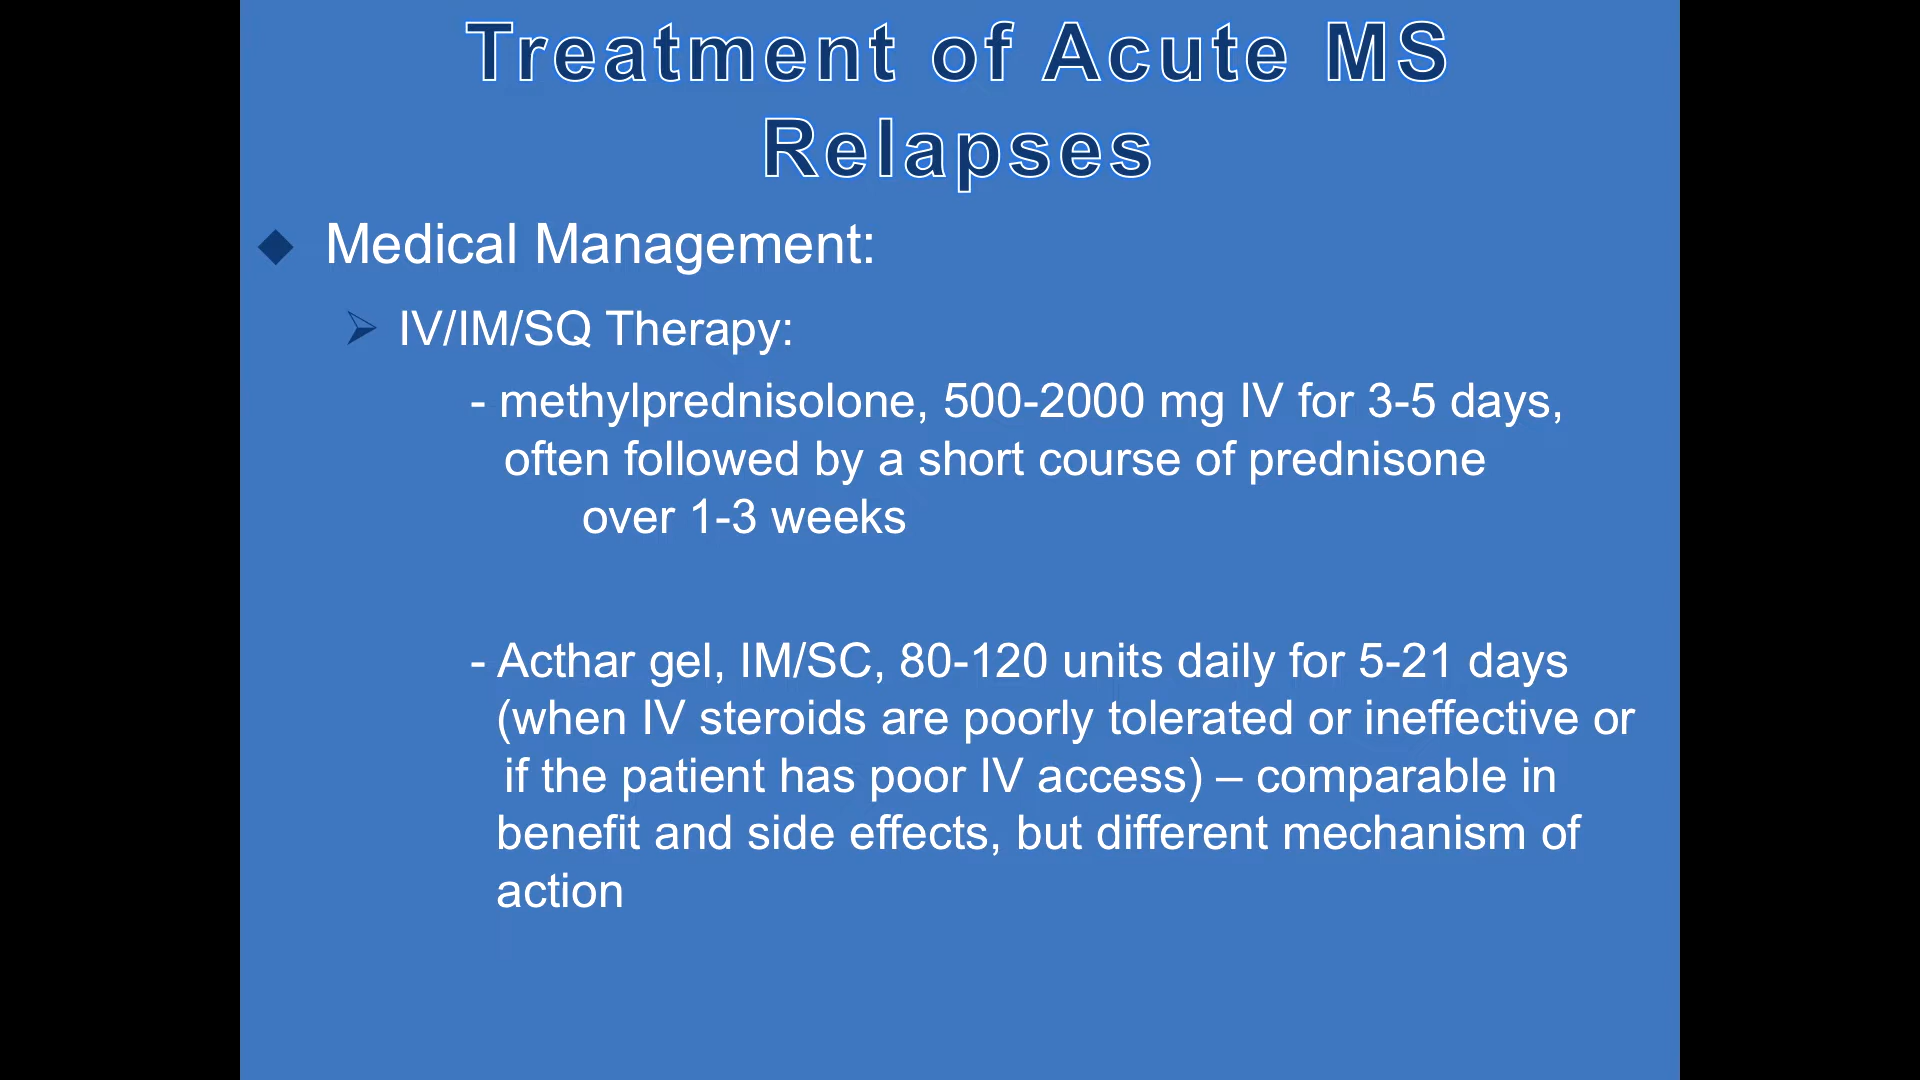 Treatment of Acute MS
Relapses
Medical Management:
IV/IM/SQ Therapy:
- methylprednisolone, 500-2000 mg IV for 3-5 days,
often followed by a short course of prednisone
over 1-3 weeks
- Acthar gel, IM/SC, 80-120 units daily for 5-21 days
(when IV steroids are poorly tolerated or ineffective or
if the patient has poor IV access) – comparable in
benefit and side effects, but different mechanism of
action